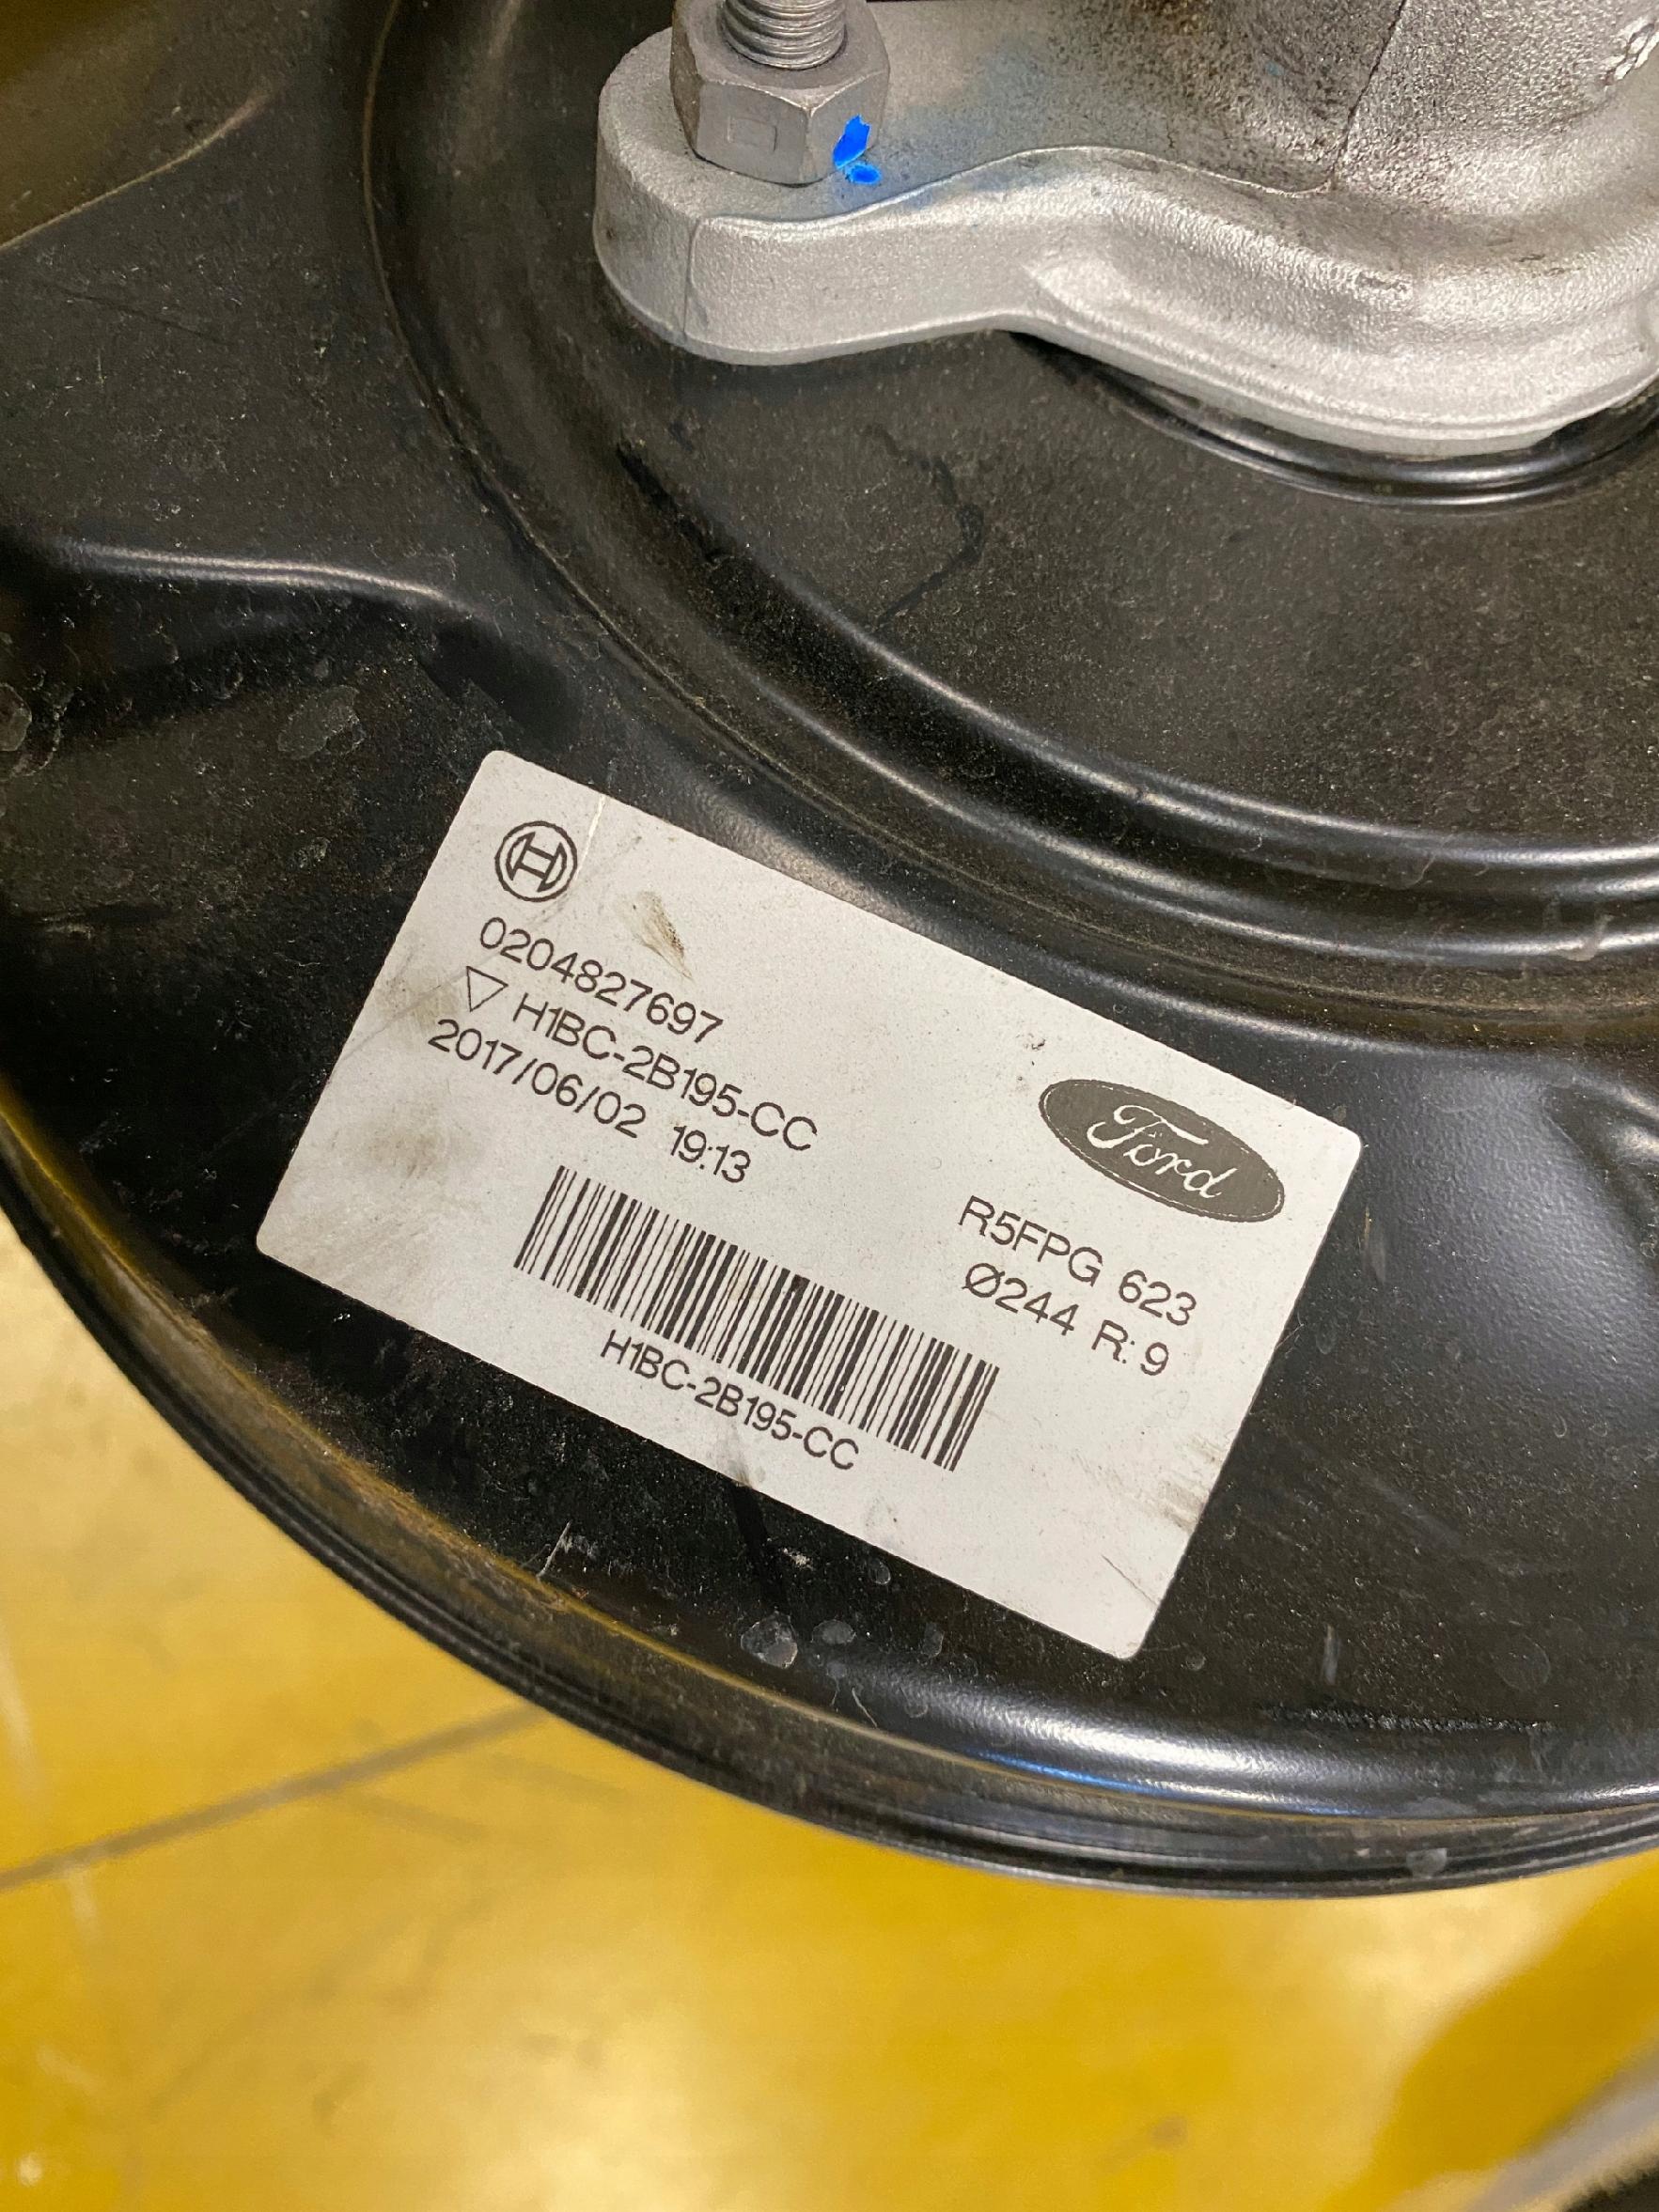 0204827697
▽ H1BC-2B195-CC
2017/06/02 19:13
Ford
R5FPG 623
Ø244 R: 9
H1BC-2B195-CC